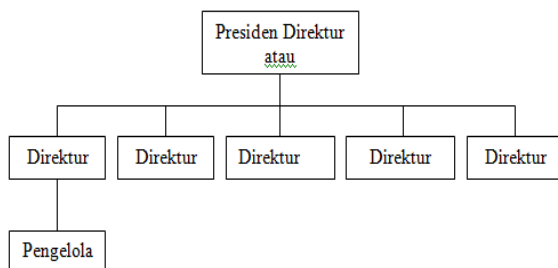 Presiden Direktur
atau
Direktur
Direktur
Direktur
Direktur
Direktur
Pengelola